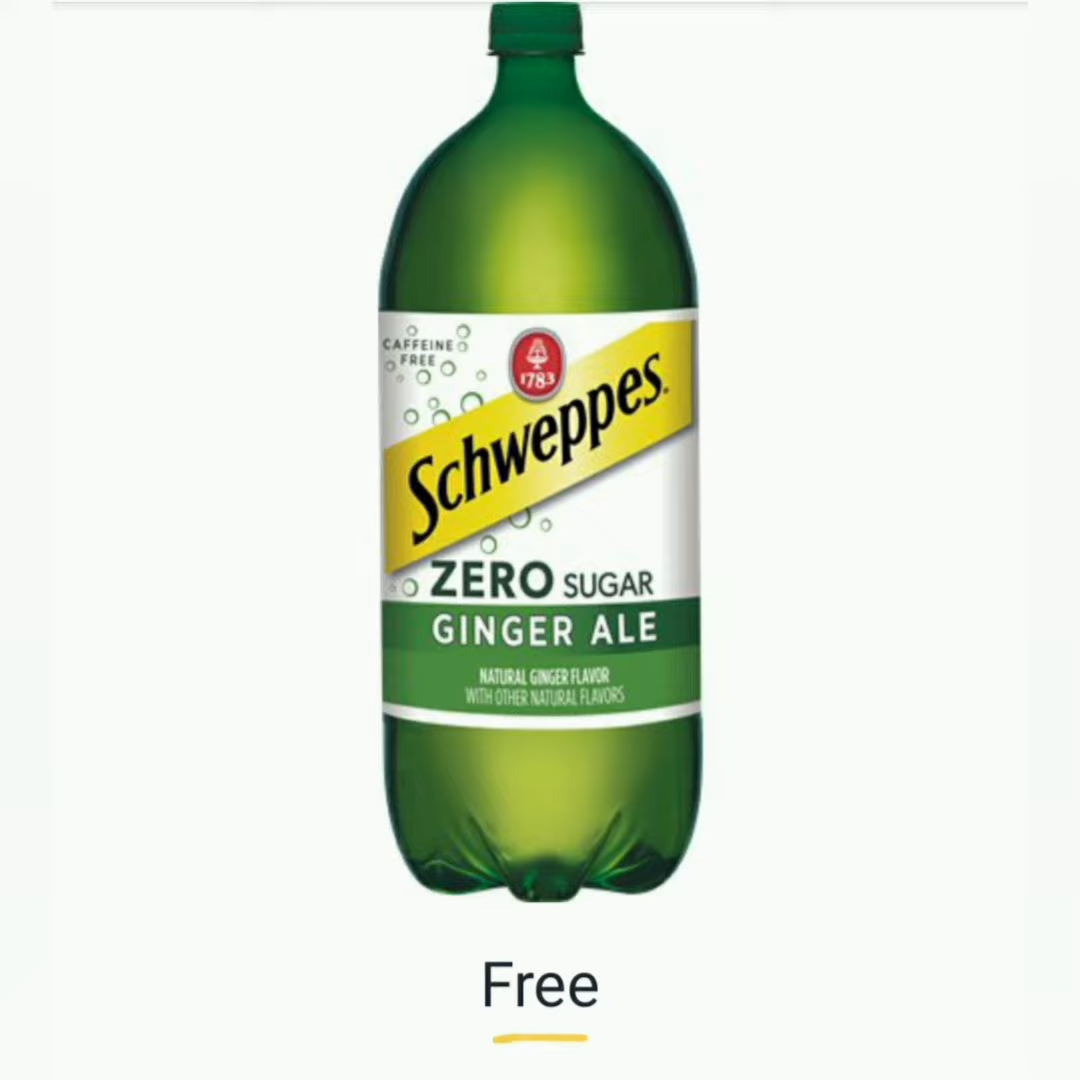 CAFFEINE
FREE
1783
Schweppes
ZERO SUGAR
GINGER ALE
NATURAL GINGER FLAVOR
WITH OTHER NATURAL FLAVORS
Free